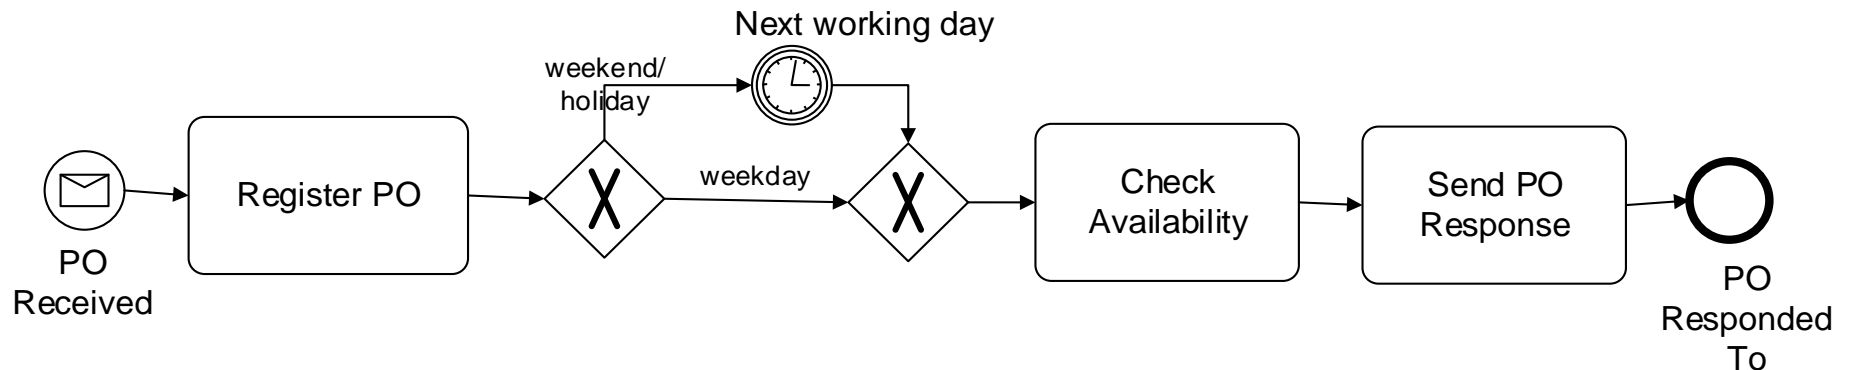 Next working day
weekend/
holiday
weekday
Register PO
Check
Availability
Send PO
Response
PO
Received
PO
Responded
To